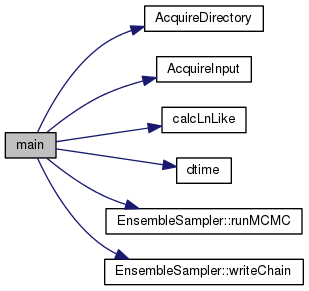 AcquireDirectory
AcquireInput
calcLnLike
main
dtime
EnsembleSampler::runMCMC
EnsembleSampler::writeChain